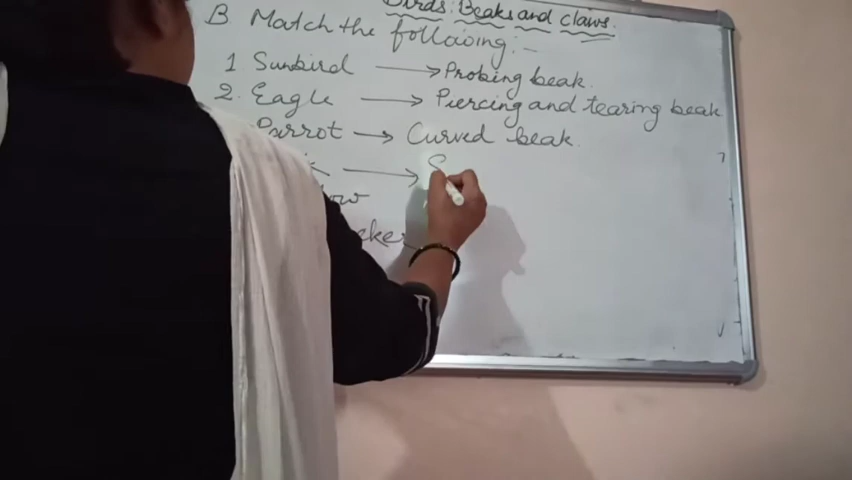 Birds: Beaks and claws.
B Match the following:-
1 Sunbird → Probing beak.
2. Eagle → Piercing and tearing beak
Parrot → Curved beak.
→ S